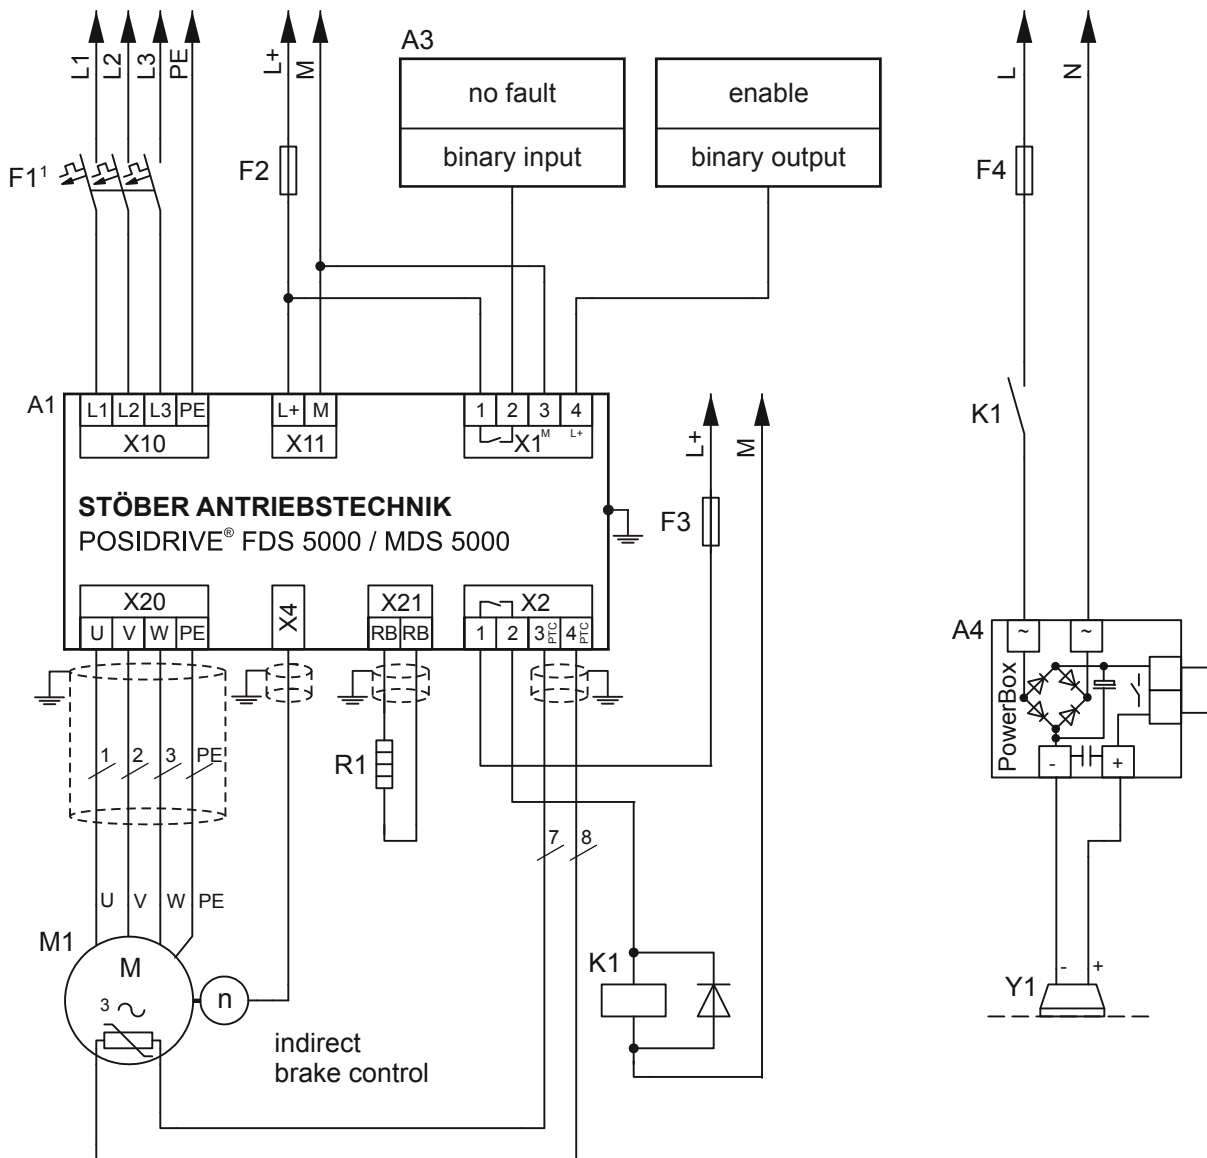 L1 L2 L3 PE
L+ M
A3
no fault
binary input
enable
binary output
L N
F1¹
F2
F4
A1
L1 L2 L3 PE
X10
L+ M
X11
1 2 3 4
X1 M L+
L+ M
K1
STÖBER ANTRIEBSTECHNIK
POSIDRIVE® FDS 5000 / MDS 5000
F3
X20
U V W PE
X4
X21
RB RB
X2
1 2 3 PTC 4 PTC
A4
~ ~
PowerBox
- +
1 2 3 PE
R1
7 8
U V W PE
M1
M
3 ~
n
K1
indirect
brake control
Y1
- +